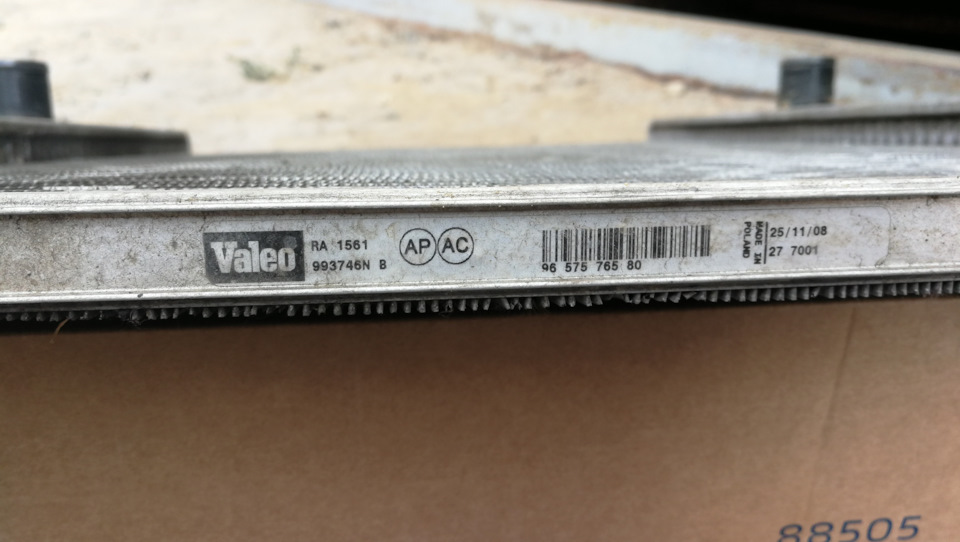 Valeo
RA 1561
993746N B
AP AC
96 575 765 80
MADE IN
POLAND
25/11/08
27 7001
88505